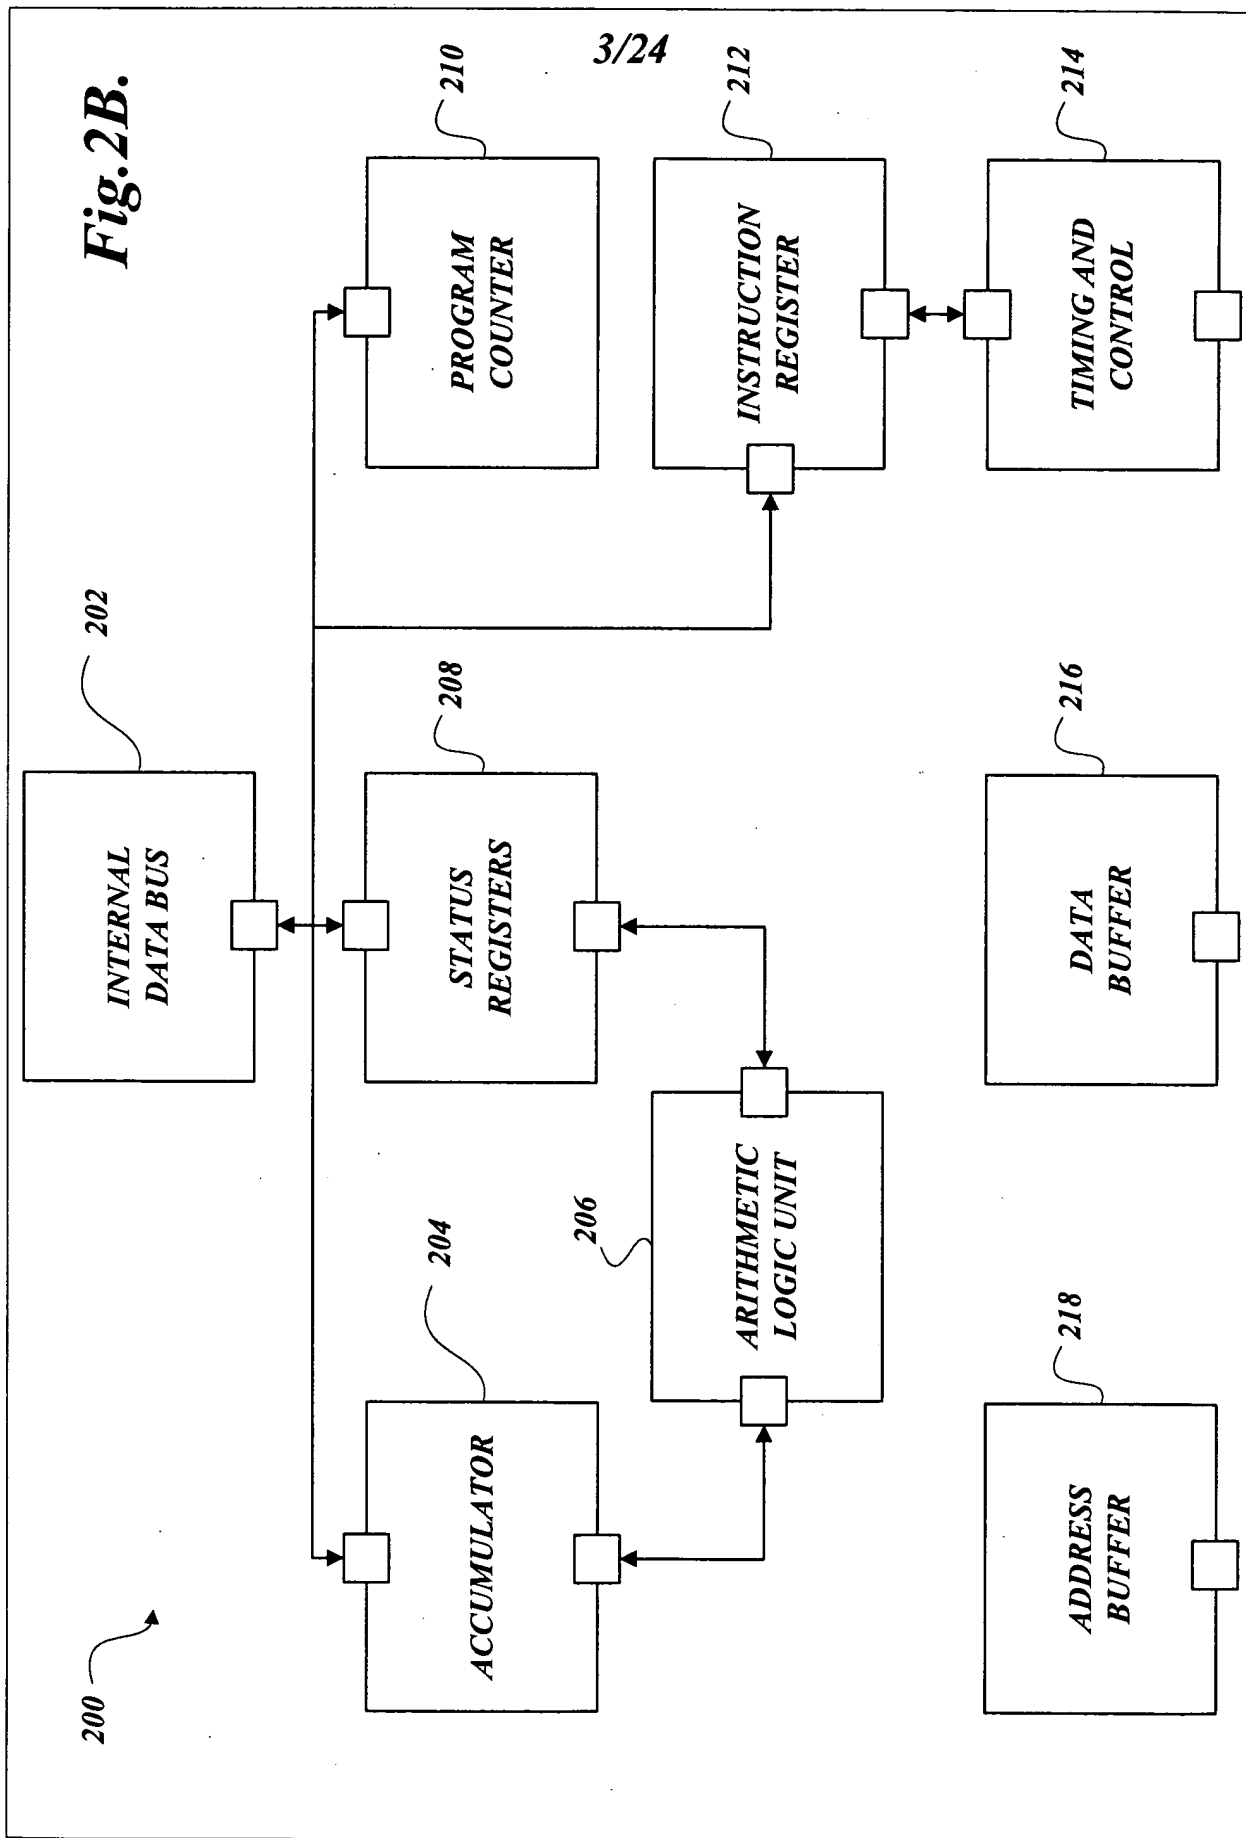 3/24
Fig.2B.
200
202
INTERNAL
DATA BUS
204
ACCUMULATOR
208
STATUS
REGISTERS
210
PROGRAM
COUNTER
206
ARITHMETIC
LOGIC UNIT
212
INSTRUCTION
REGISTER
218
ADDRESS
BUFFER
216
DATA
BUFFER
214
TIMING AND
CONTROL